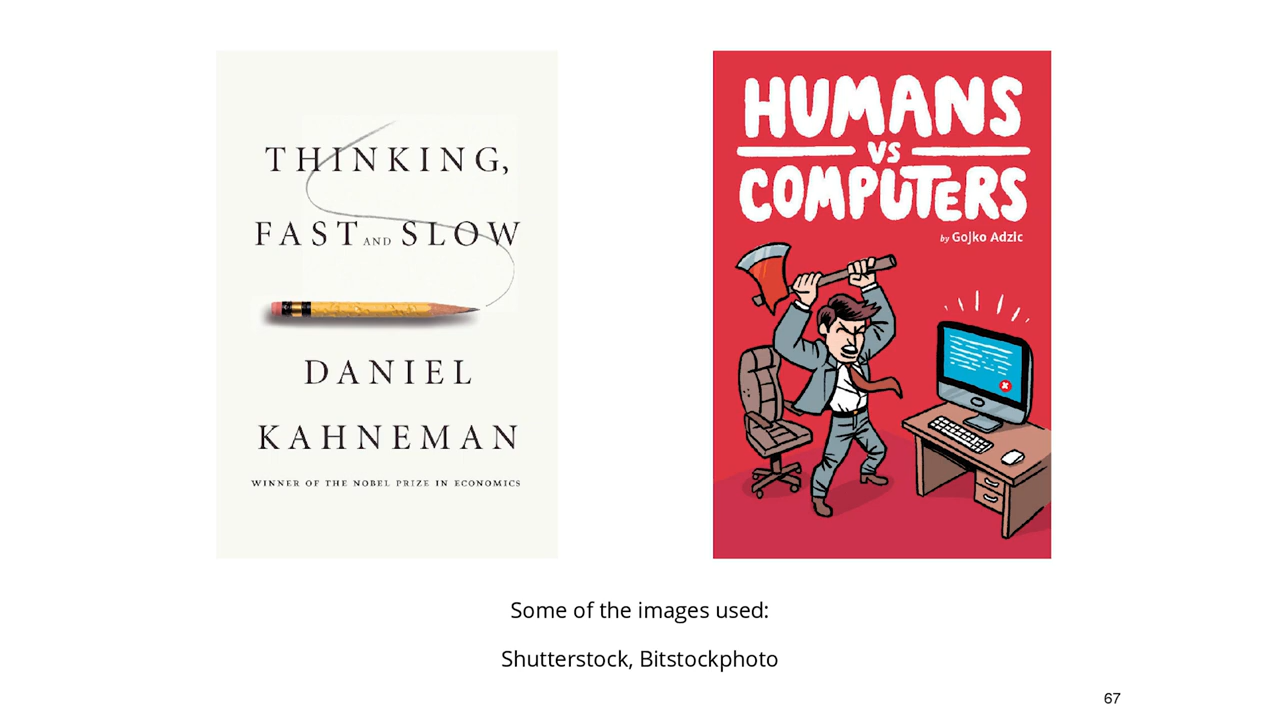 THINKING,
FAST AND SLOW
DANIEL
KAHNEMAN
WINNER OF THE NOBEL PRIZE IN ECONOMICS
HUMANS
VS
COMPUTERS
by Gojko Adzic
Some of the images used:
Shutterstock, Bitstockphoto
67